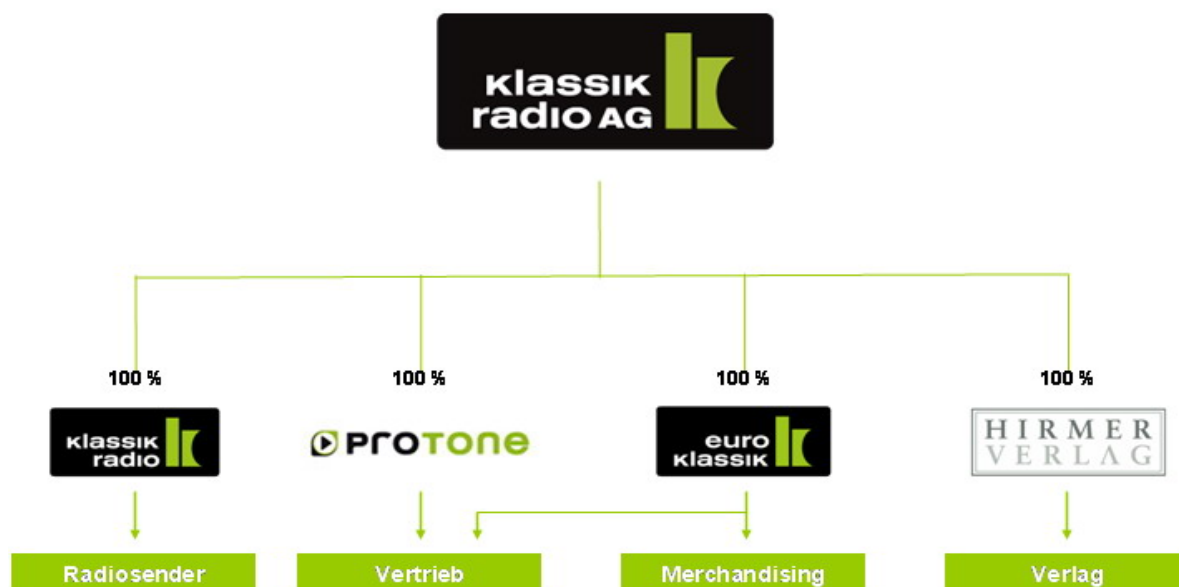 Klassik
radio AG
100 %
100 %
100 %
100 %
Klassik
radio
PROTONE
euro
Klassik
HIRMER
VERLAG
Radiosender
Vertrieb
Merchandising
Verlag